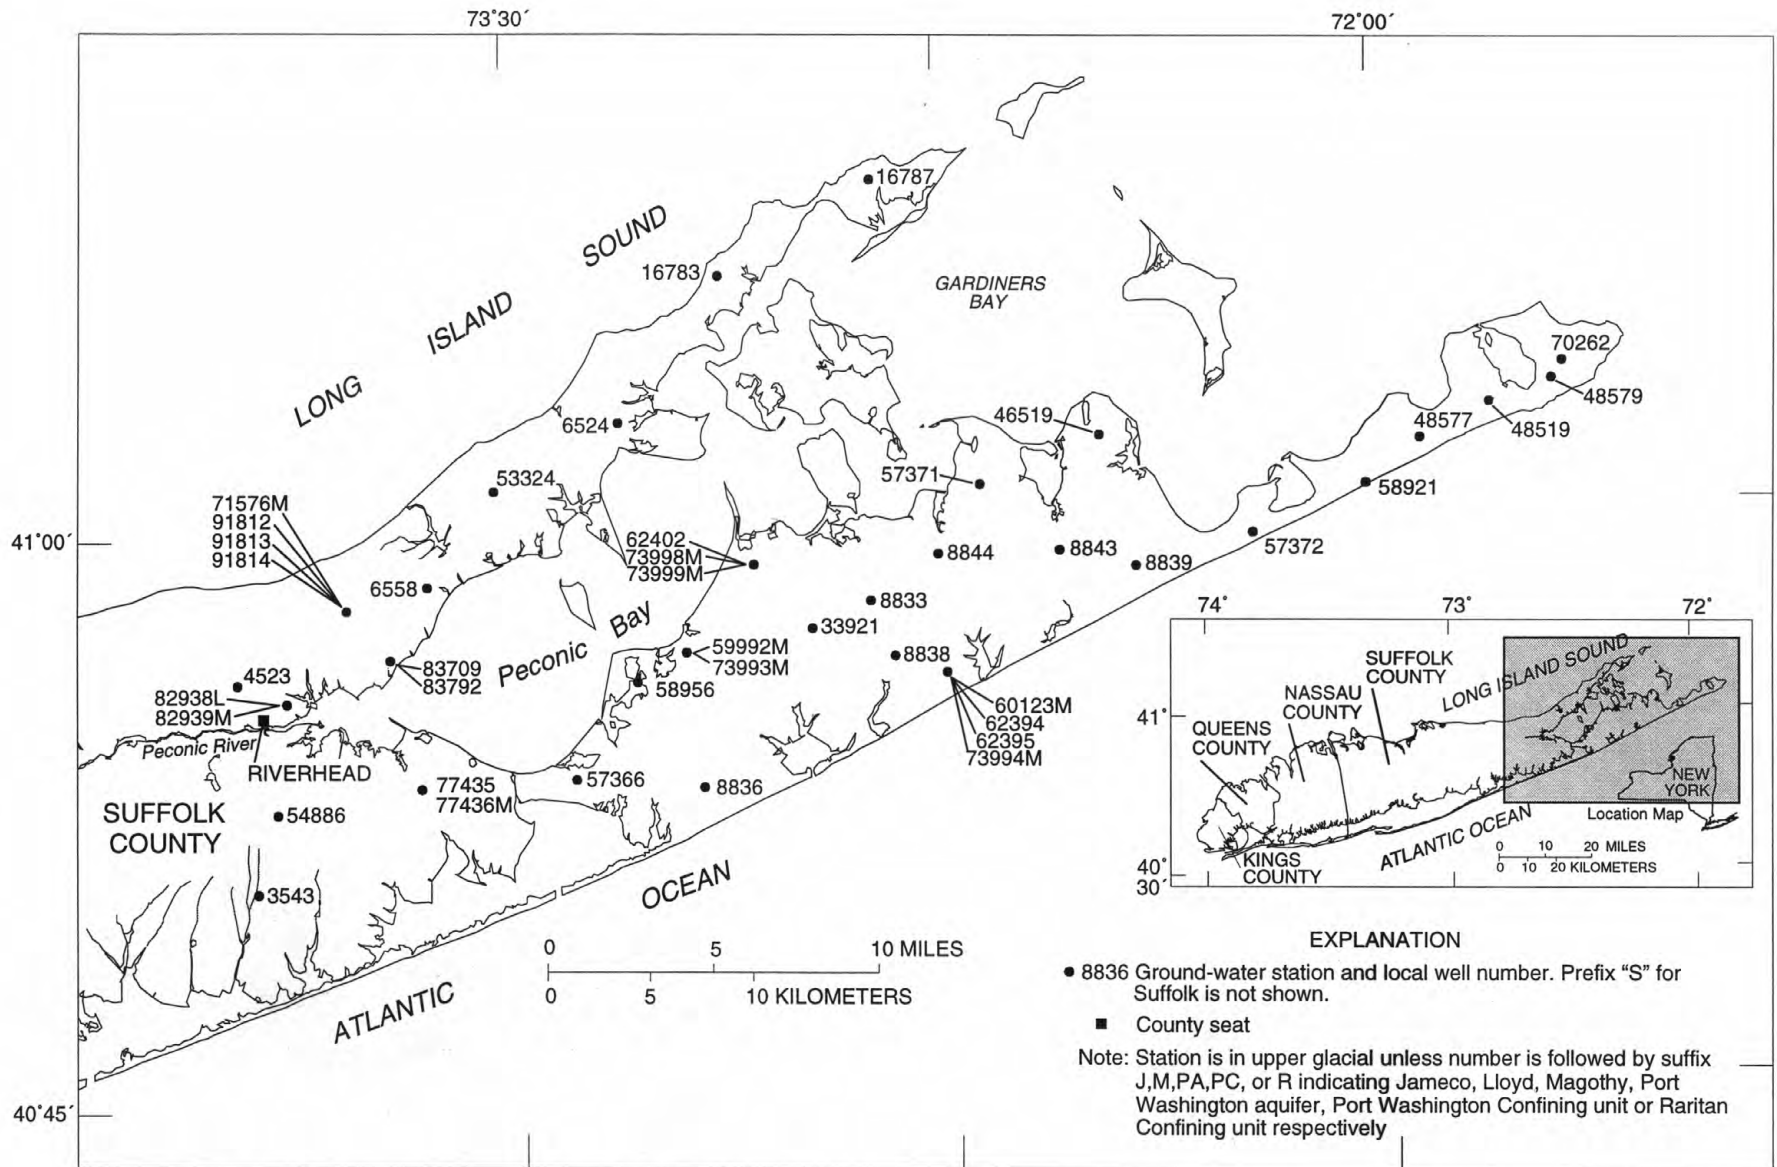 73°30′
72°00′
16787
LONG ISLAND SOUND
16783
GARDINERS
BAY
70262
48579
48577
48519
46519
6524
57371
58921
53324
71576M
91812
91813
91814
41°00′
62402
73998M
73999M
8844
8843
57372
8839
6558
8833
33921
Peconic Bay
59992M
73993M
8838
83709
83792
4523
58956
82938L
82939M
60123M
62394
62395
73994M
Peconic River
RIVERHEAD
77435
77436M
57366
8836
SUFFOLK
COUNTY
54886
3543
ATLANTIC OCEAN
0 5 10 MILES
0 5 10 KILOMETERS
40°45′
74° 73° 72°
LONG ISLAND SOUND
SUFFOLK
COUNTY
NASSAU
COUNTY
41°
QUEENS
COUNTY
NEW
YORK
Location Map
ATLANTIC OCEAN
0 10 20 MILES
0 10 20 KILOMETERS
KINGS
COUNTY
40°
30′
EXPLANATION
8836 Ground-water station and local well number. Prefix “S” for
Suffolk is not shown.
County seat
Note: Station is in upper glacial unless number is followed by suffix
J,M,PA,PC, or R indicating Jameco, Lloyd, Magothy, Port
Washington aquifer, Port Washington Confining unit or Raritan
Confining unit respectively